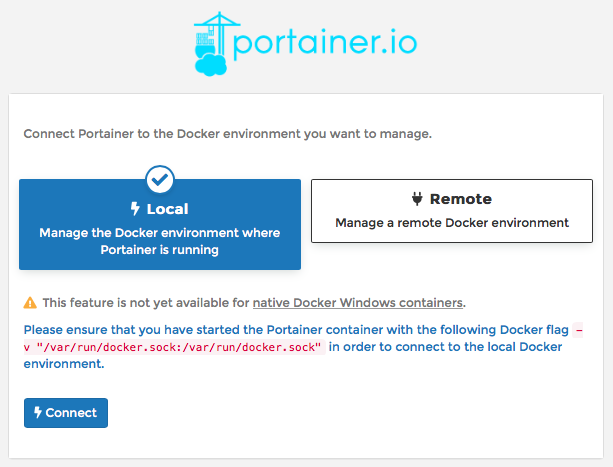 portainer.io
Connect Portainer to the Docker environment you want to manage.
Local
Manage the Docker environment where
Portainer is running
Remote
Manage a remote Docker environment
This feature is not yet available for native Docker Windows containers.
Please ensure that you have started the Portainer container with the following Docker flag -
v "/var/run/docker.sock:/var/run/docker.sock" in order to connect to the local Docker
environment.
Connect